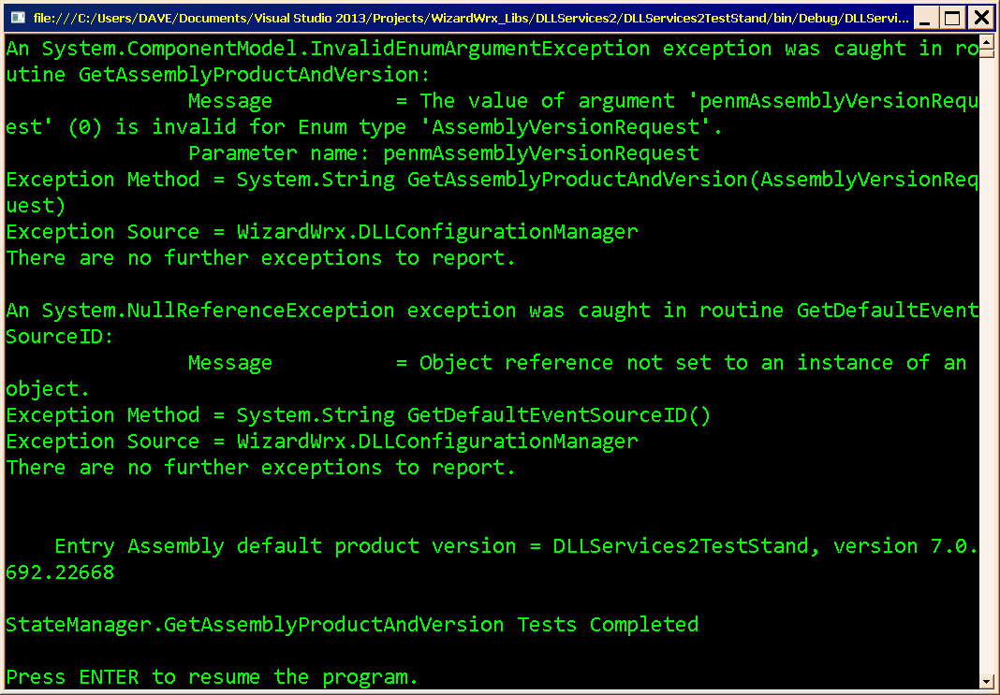 file:///C:/Users/DAVE/Documents/Visual Studio 2013/Projects/WizardWrx_Libs/DLLServices2/DLLServices2TestStand/bin/Debug/DLLServi...
An System.ComponentModel.InvalidEnumArgumentException exception was caught in ro
utine GetAssemblyProductAndVersion:
Message = The value of argument 'penmAssemblyVersionRequ
est' (0) is invalid for Enum type 'AssemblyVersionRequest'.
Parameter name: penmAssemblyVersionRequest
Exception Method = System.String GetAssemblyProductAndVersion(AssemblyVersionReq
uest)
Exception Source = WizardWrx.DLLConfigurationManager
There are no further exceptions to report.
An System.NullReferenceException exception was caught in routine GetDefaultEvent
SourceID:
Message = Object reference not set to an instance of an
object.
Exception Method = System.String GetDefaultEventSourceID()
Exception Source = WizardWrx.DLLConfigurationManager
There are no further exceptions to report.
Entry Assembly default product version = DLLServices2TestStand, version 7.0.
692.22668
StateManager.GetAssemblyProductAndVersion Tests Completed
Press ENTER to resume the program.